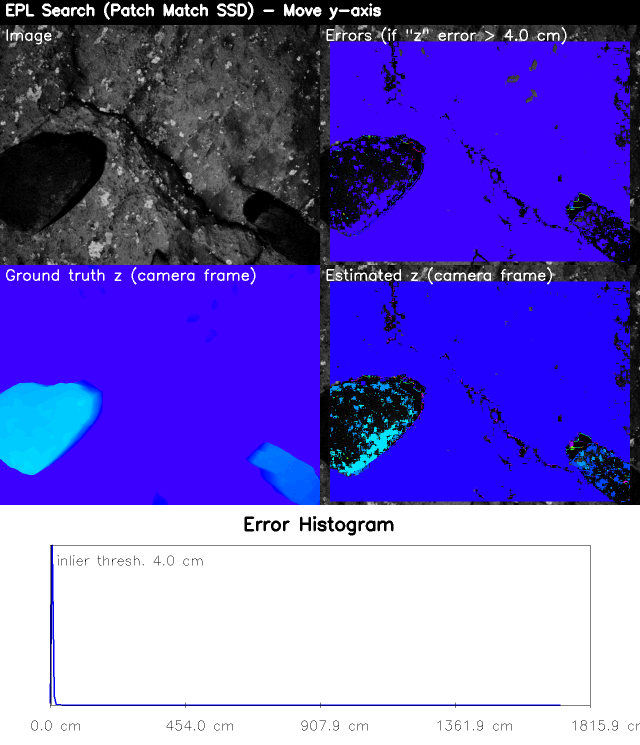 EPL Search (Patch Match SSD) - Move y-axis
Image
Errors (if "z" error > 4.0 cm)
Ground truth z (camera frame)
Estimated z (camera frame)
Error Histogram
inlier thresh. 4.0 cm
0.0 cm
454.0 cm
907.9 cm
1361.9 cm
1815.9 cr